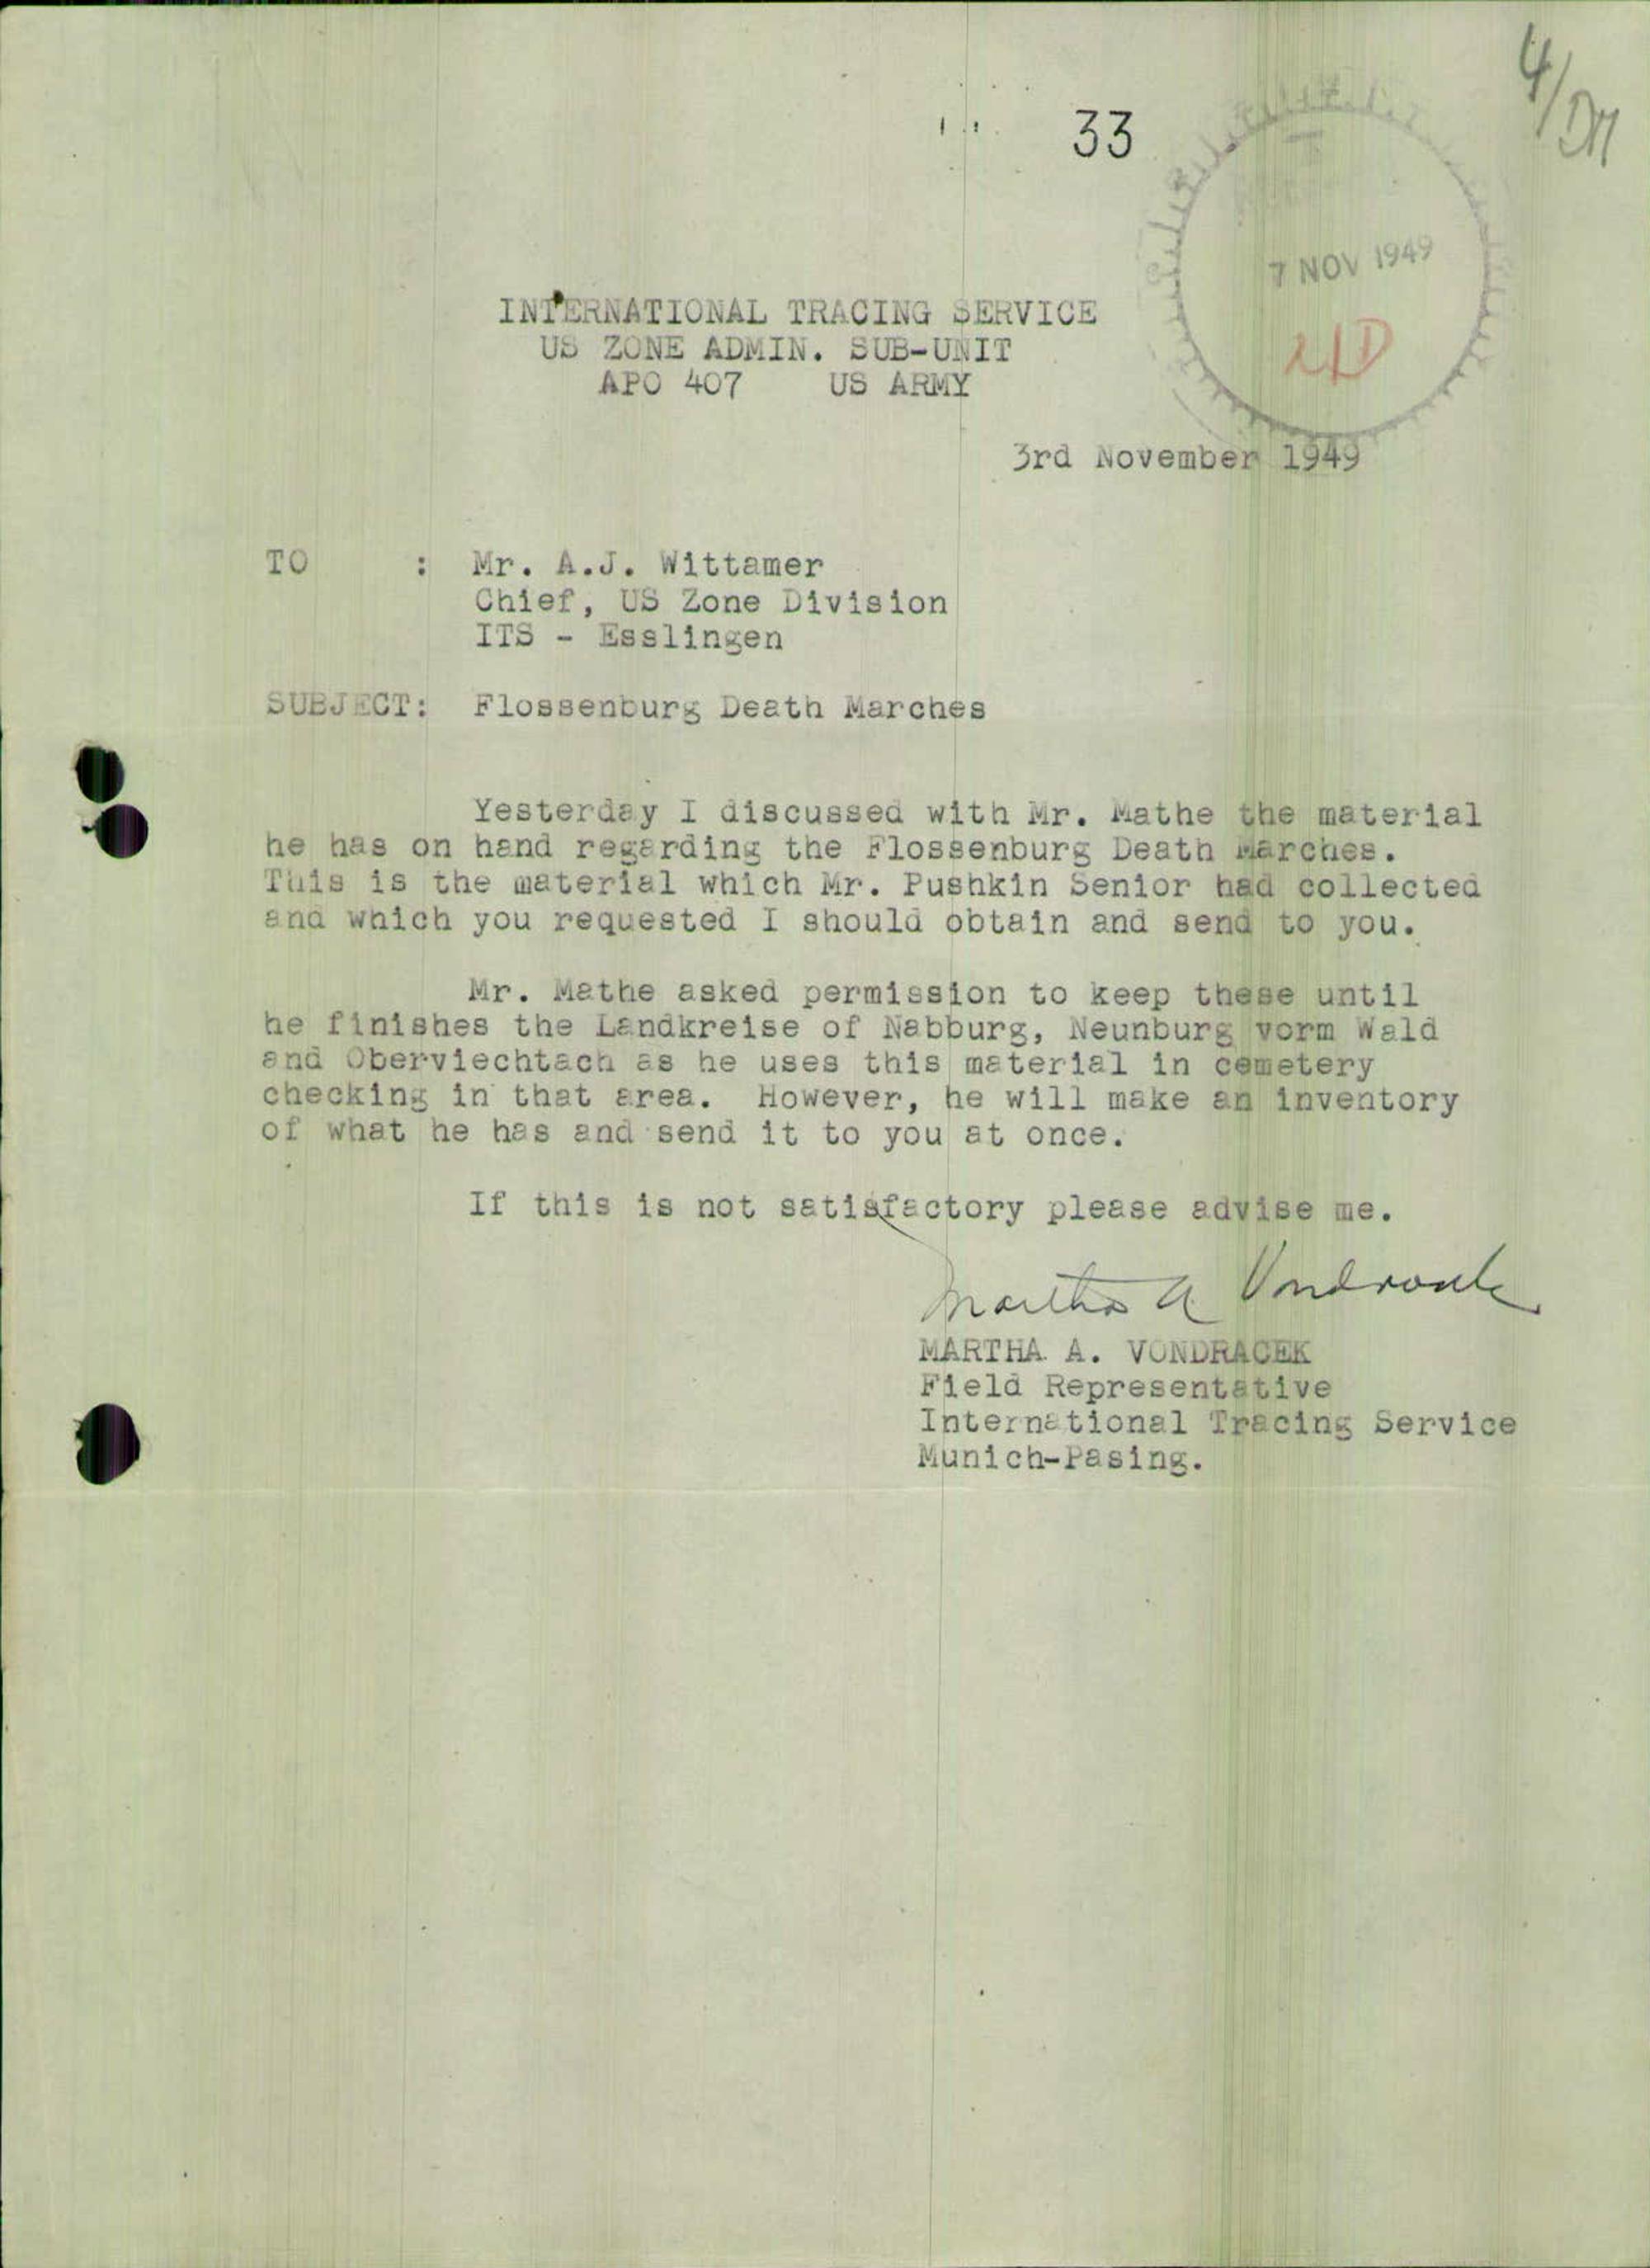 4/DM
33
7 NOV 1949
INTERNATIONAL TRACING SERVICE
US ZONE ADMIN. SUB-UNIT
APO 407 US ARMY
3rd November 1949
TO : Mr. A.J. Wittamer
Chief, US Zone Division
ITS - Esslingen
SUBJECT: Flossenburg Death Marches
Yesterday I discussed with Mr. Mathe the material
he has on hand regarding the Flossenburg Death Marches.
This is the material which Mr. Pushkin Senior had collected
and which you requested I should obtain and send to you.
Mr. Mathe asked permission to keep these until
he finishes the Landkreise of Nabburg, Neunburg vorm Wald
and Oberviechtach as he uses this material in cemetery
checking in that area. However, he will make an inventory
of what he has and send it to you at once.
If this is not satisfactory please advise me.
Martha A Vondracek
MARTHA A. VONDRACEK
Field Representative
International Tracing Service
Munich-Pasing.